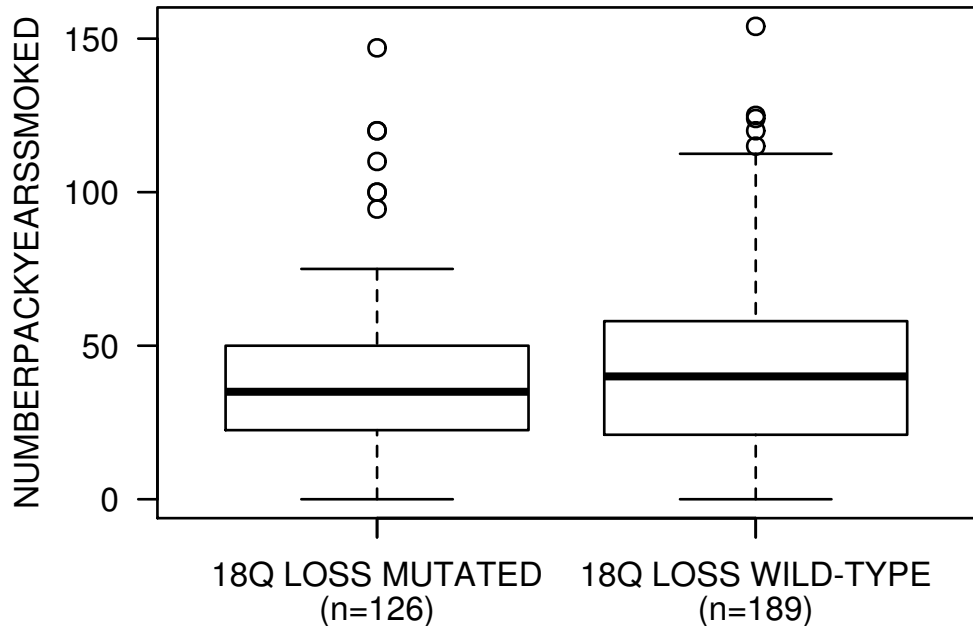 NUMBERPACKYEARSSMOKED
150
100
50
0
18Q LOSS MUTATED
(n=126)
18Q LOSS WILD-TYPE
(n=189)